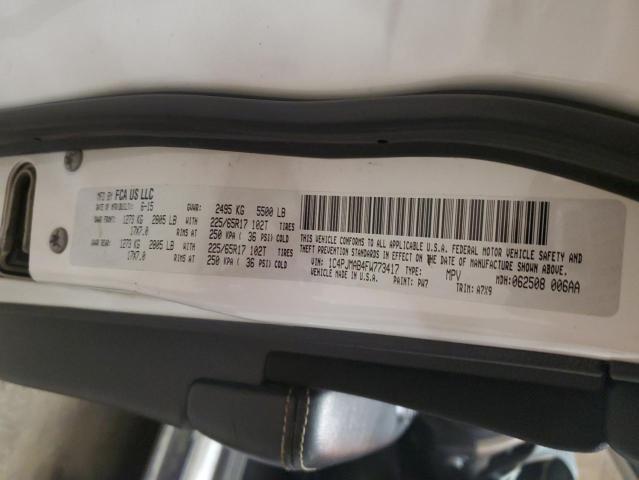 MFD BY FCA US LLC
DATE OF MFR/BUILT: 6-15 GVWR: 2495 KG 5500 LB
GAWR FRONT: 1273 KG 2805 LB WITH 225/65R17 102T TIRES
17X7.0 RIMS AT 250 KPA ( 36 PSI) COLD
GAWR REAR: 1273 KG 2805 LB WITH 225/65R17 102T TIRES
17X7.0 RIMS AT 250 KPA ( 36 PSI) COLD
THIS VEHICLE CONFORMS TO ALL APPLICABLE U.S.A. FEDERAL MOTOR VEHICLE SAFETY AND
THEFT PREVENTION STANDARDS IN EFFECT ON THE DATE OF MANUFACTURE SHOWN ABOVE.
VIN: 1C4PJMAB4FW773417 TYPE: MPV MDH: 062508 006AA
VEHICLE MADE IN U.S.A. PAINT: PW7 TRIM: A7X9